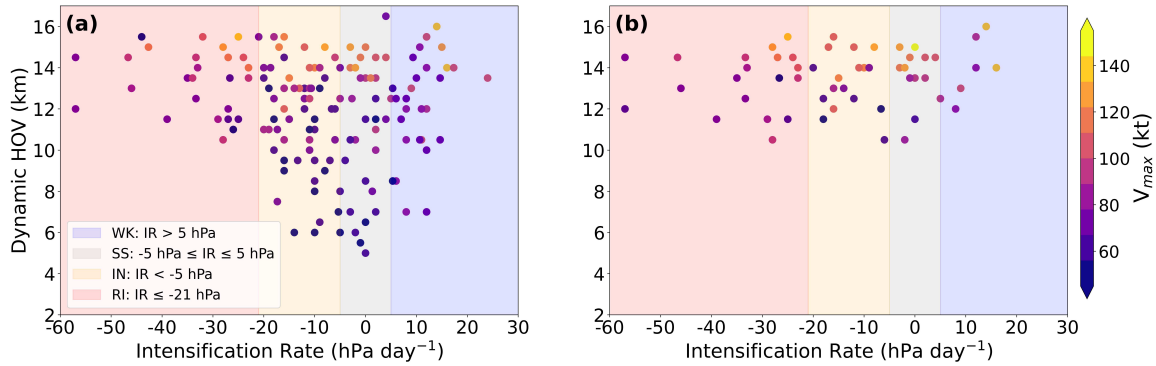 (a)
16
14
12
10
8
6
4
2
Dynamic HOV (km)
WK: IR > 5 hPa
SS: -5 hPa ≤ IR ≤ 5 hPa
IN: IR < -5 hPa
RI: IR ≤ -21 hPa
-60 -50 -40 -30 -20 -10 0 10 20 30
Intensification Rate (hPa day⁻¹)
(b)
16
14
12
10
8
6
4
2
-60 -50 -40 -30 -20 -10 0 10 20 30
Intensification Rate (hPa day⁻¹)
140
120
100
80
60
V_max (kt)